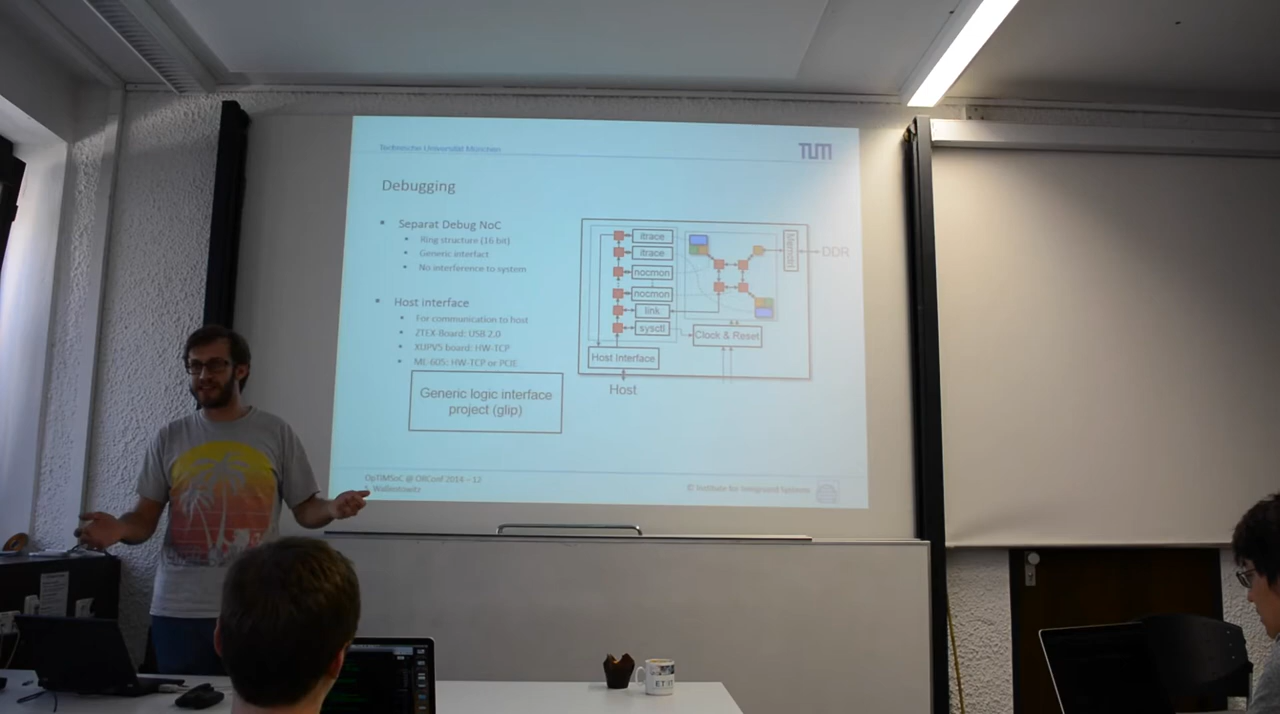 Technische Universität München
TUM
Debugging
Separat Debug NoC
Ring structure (16 bit)
Generic interfact
No interference to system
Host interface
For communication to host
ZTEX-Board: USB 2.0
XUPV5 board: HW-TCP
ML-605: HW-TCP or PCIE
Generic logic interface
project (glip)
itrace
itrace
nocmon
nocmon
link
sysctl
Host Interface
Host
Clock & Reset
Memory
DDR
OpTiMSoC @ ORConf 2014 – 12
S. Wallentowitz
© Institute for Integrated Systems